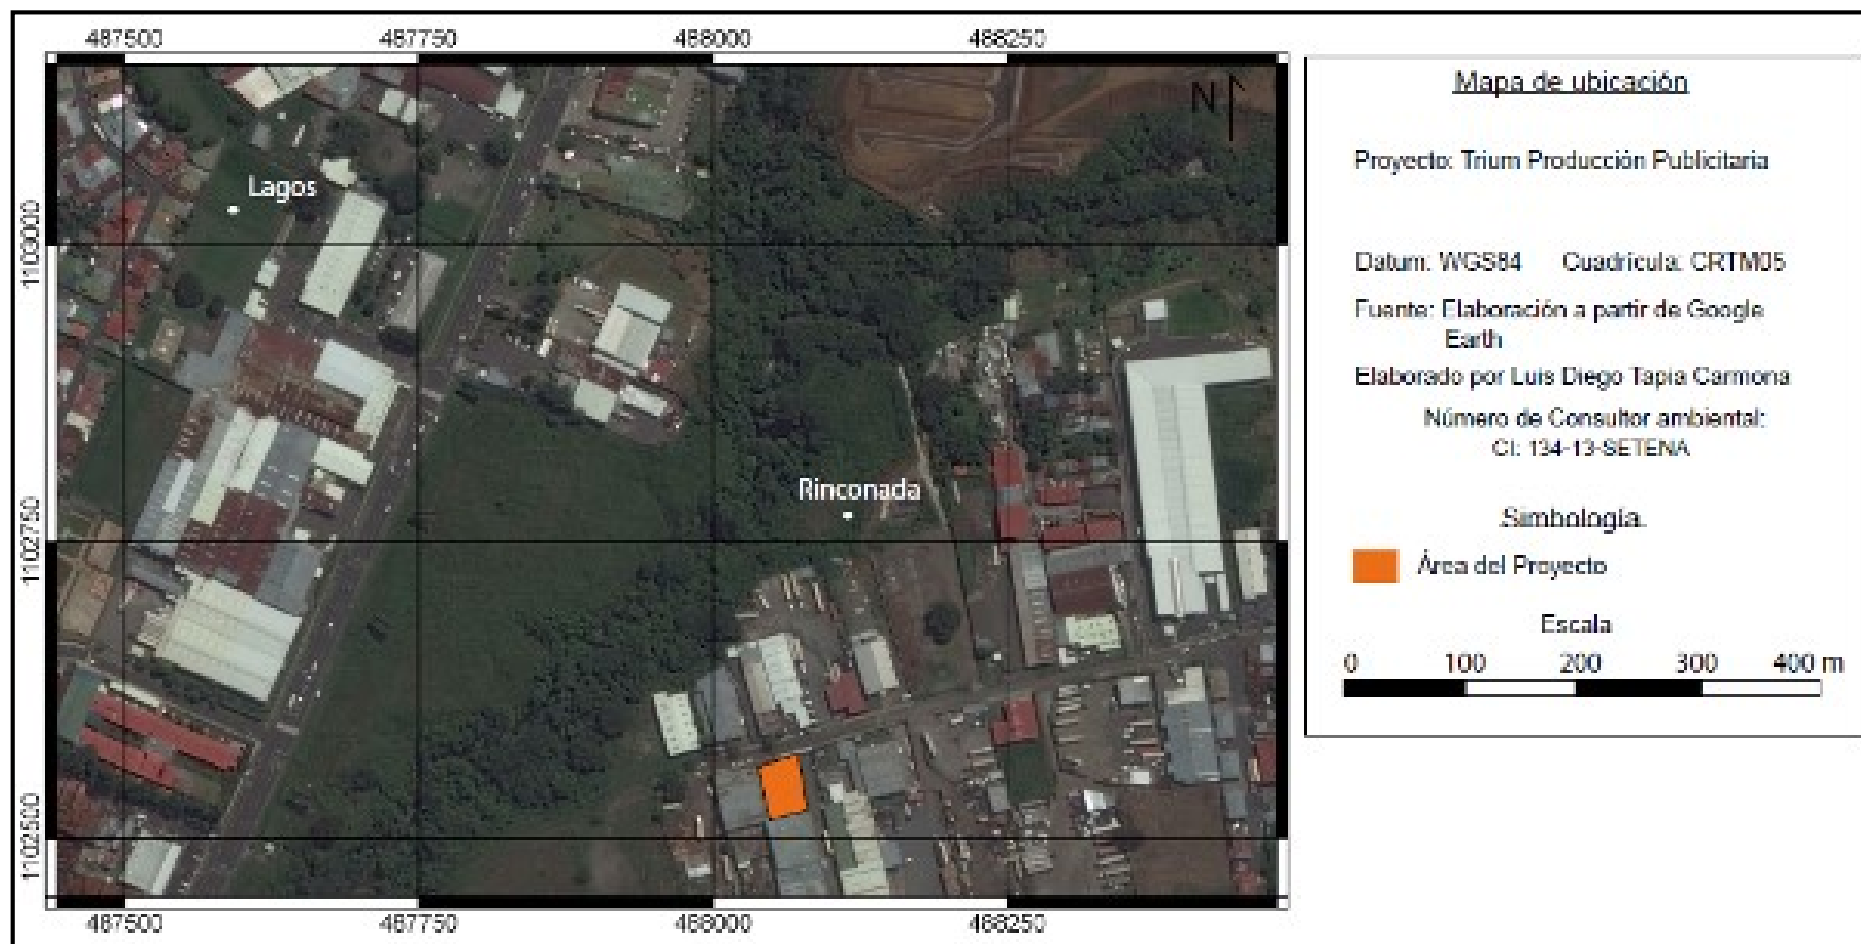 487500 487750 488000 488250
N
Lagos
1103000
Rinconada
1102750
1102500
487500 487750 488000 488250
Mapa de ubicación
Proyecto: Trium Producción Publicitaria
Datum: WGS84 Cuadrícula: CRTM05
Fuente: Elaboración a partir de Google
Earth
Elaborado por Luis Diego Tapia Carmona
Número de Consultor ambiental:
CI: 134-13-SETENA
Simbología
Área del Proyecto
Escala
0 100 200 300 400 m